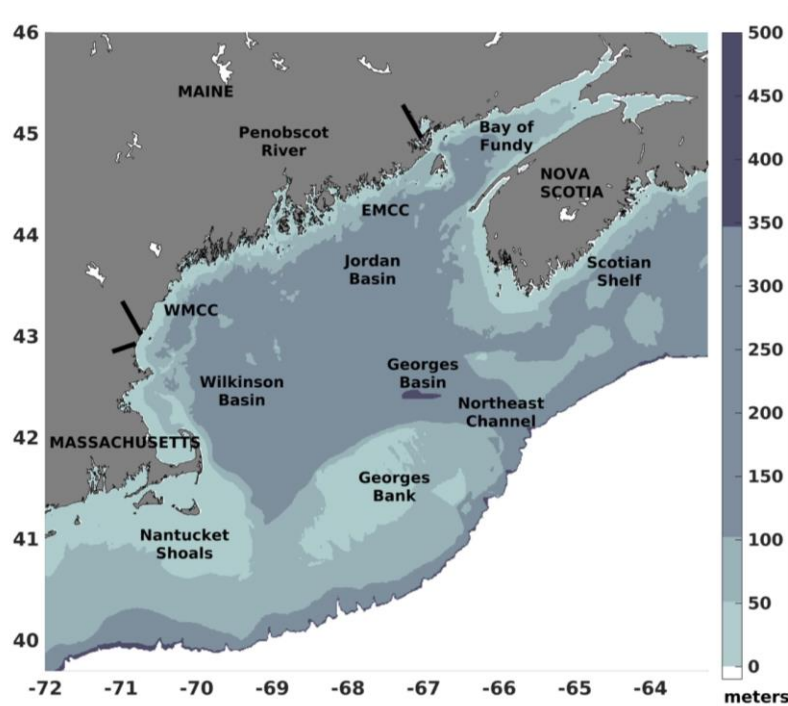 46
500
MAINE
450
45
Penobscot
River
Bay of
Fundy
400
NOVA
SCOTIA
EMCC
350
44
Jordan
Basin
Scotian
Shelf
300
WMCC
43
250
Georges
Basin
Wilkinson
Basin
Northeast
Channel
200
42
MASSACHUSETTS
150
Georges
Bank
41
Nantucket
Shoals
100
50
40
0
-72 -71 -70 -69 -68 -67 -66 -65 -64
meters